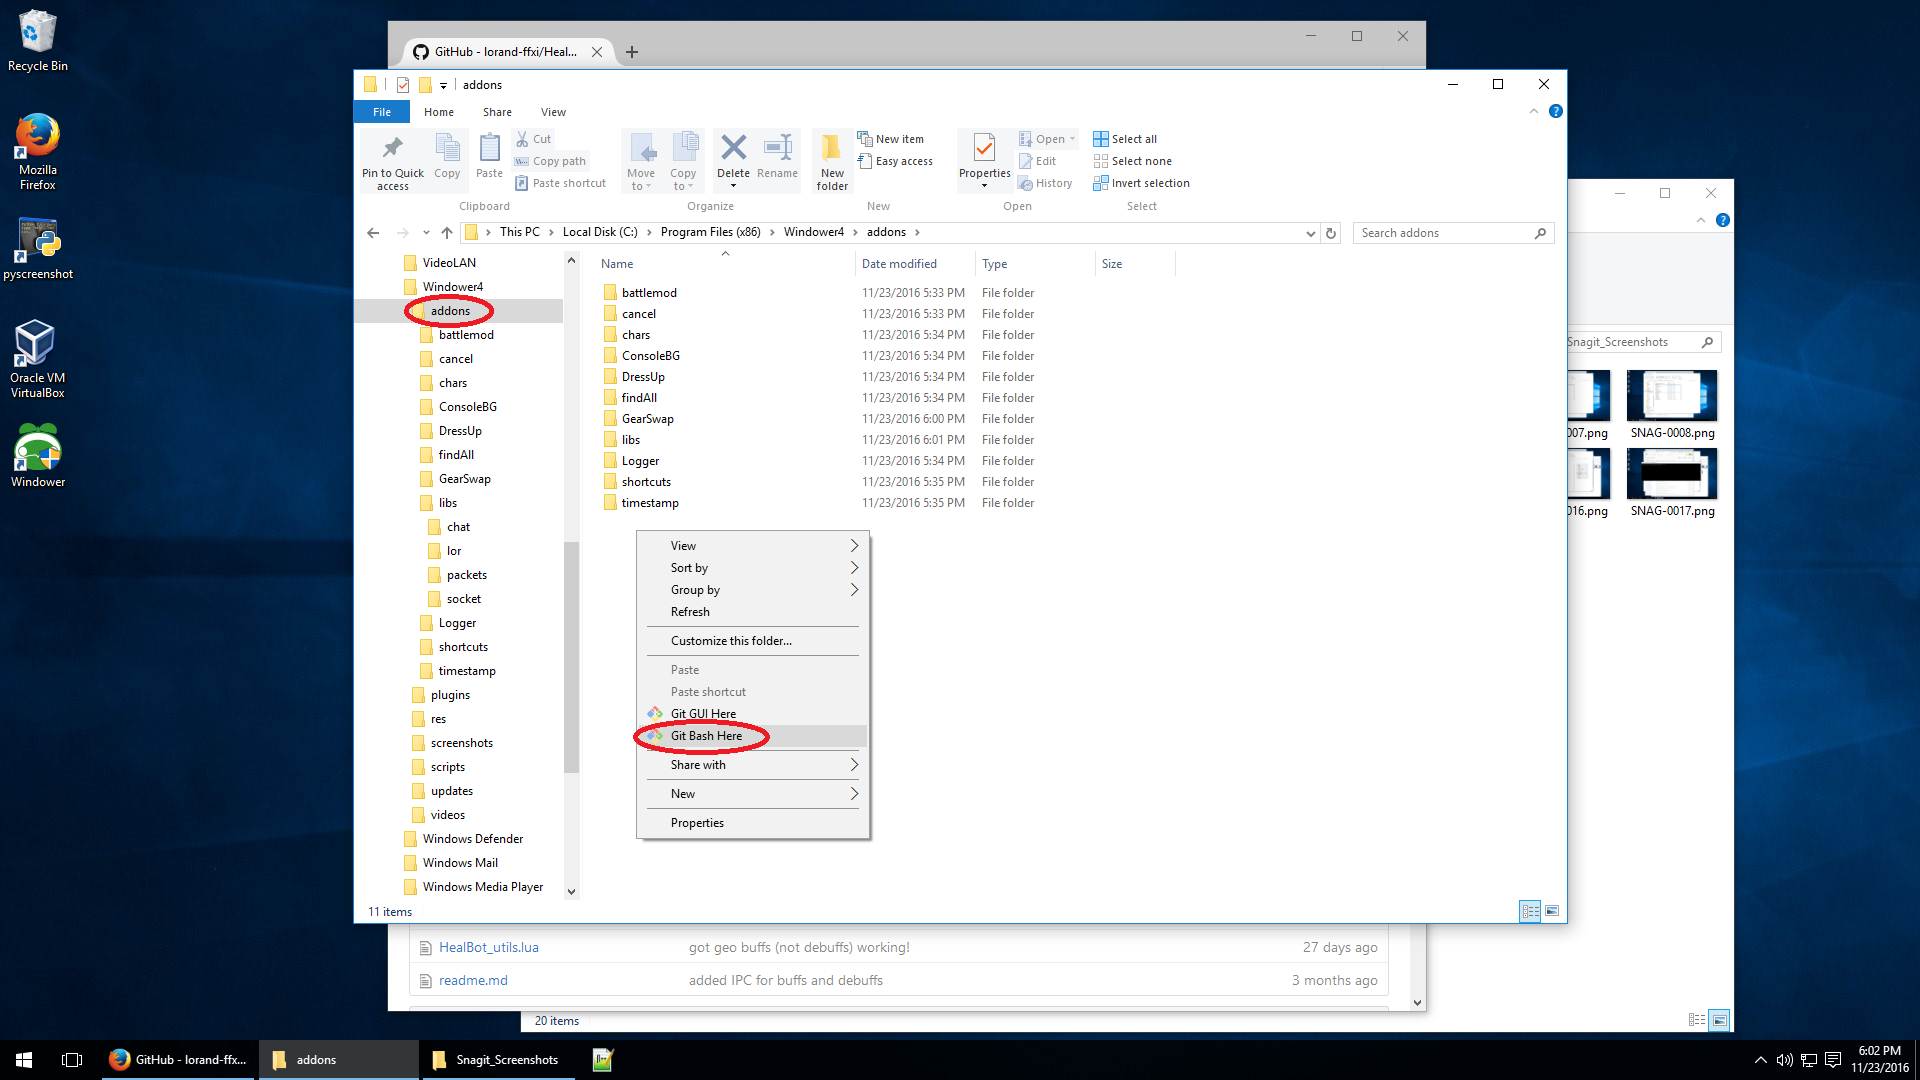 Recycle Bin
Mozilla
Firefox
pyscreenshot
Oracle VM
VirtualBox
Windower
GitHub - lorand-ffxi/Heal...
addons
File
Home
Share
View
Pin to Quick
access
Copy
Paste
Cut
Copy path
Paste shortcut
Clipboard
Move
to
Copy
to
Delete
Rename
Organize
New
folder
New item
Easy access
New
Properties
Open
Edit
History
Open
Select all
Select none
Invert selection
Select
This PC
Local Disk (C:)
Program Files (x86)
Windower4
addons
Search addons
VideoLAN
Windower4
addons
battlemod
cancel
chars
ConsoleBG
DressUp
findAll
GearSwap
libs
chat
lor
packets
socket
Logger
shortcuts
timestamp
plugins
res
screenshots
scripts
updates
videos
Windows Defender
Windows Mail
Windows Media Player
Name Date modified Type Size
battlemod 11/23/2016 5:33 PM File folder
cancel 11/23/2016 5:33 PM File folder
chars 11/23/2016 5:34 PM File folder
ConsoleBG 11/23/2016 5:34 PM File folder
DressUp 11/23/2016 5:34 PM File folder
findAll 11/23/2016 5:34 PM File folder
GearSwap 11/23/2016 6:00 PM File folder
libs 11/23/2016 6:01 PM File folder
Logger 11/23/2016 5:34 PM File folder
shortcuts 11/23/2016 5:35 PM File folder
timestamp 11/23/2016 5:35 PM File folder
View
Sort by
Group by
Refresh
Customize this folder...
Paste
Paste shortcut
Git GUI Here
Git Bash Here
Share with
New
Properties
11 items
Snagit_Screenshots
007.png
SNAG-0008.png
016.png
SNAG-0017.png
HealBot_utils.lua got geo buffs (not debuffs) working! 27 days ago
readme.md added IPC for buffs and debuffs 3 months ago
20 items
GitHub - lorand-ffx...
addons
Snagit_Screenshots
6:02 PM
11/23/2016